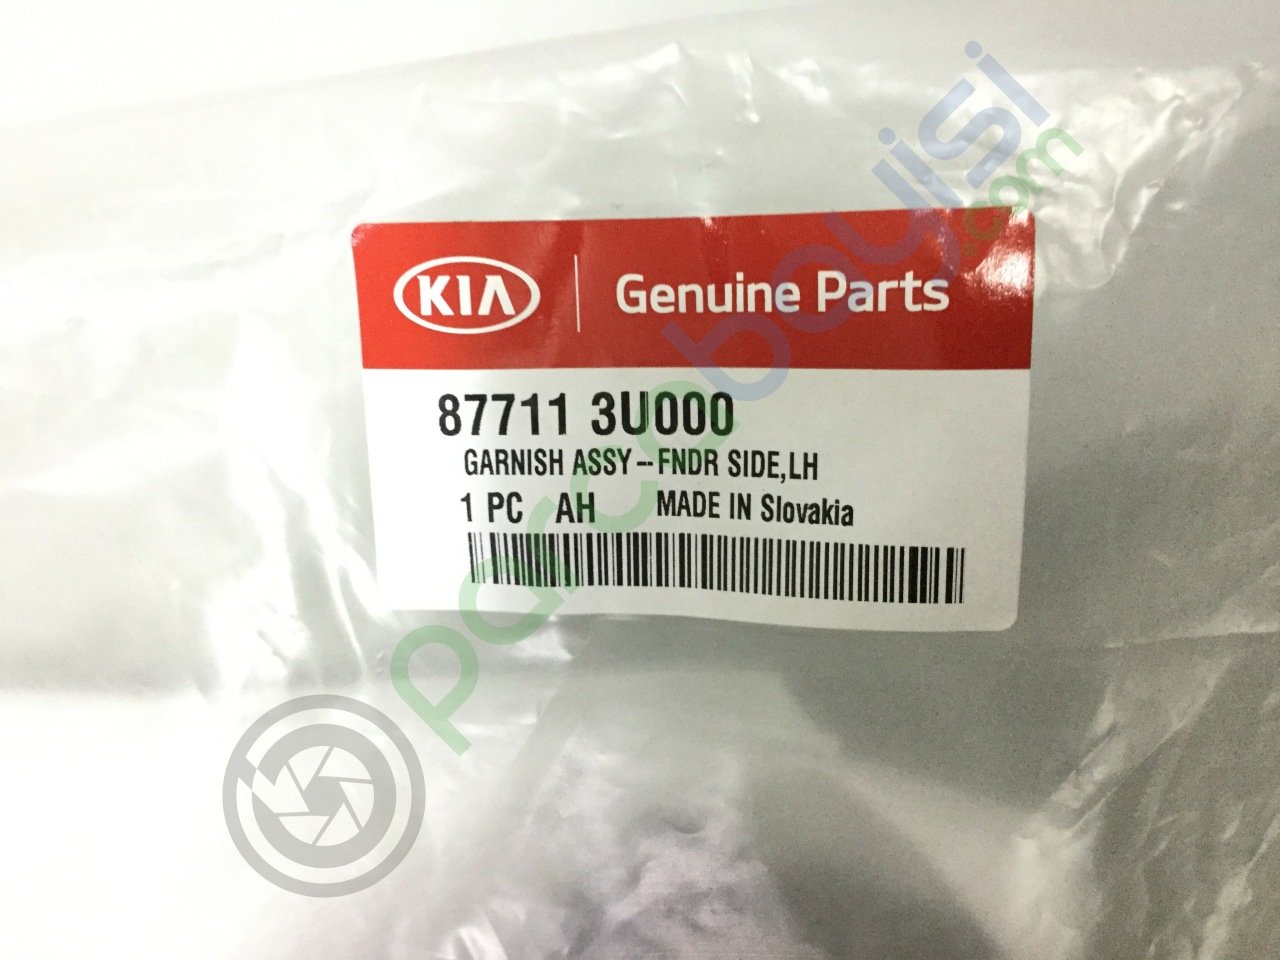 KIA Genuine Parts
87711 3U000
GARNISH ASSY-FNDR SIDE,LH
1 PC AH MADE IN Slovakia
parcabayisi.com